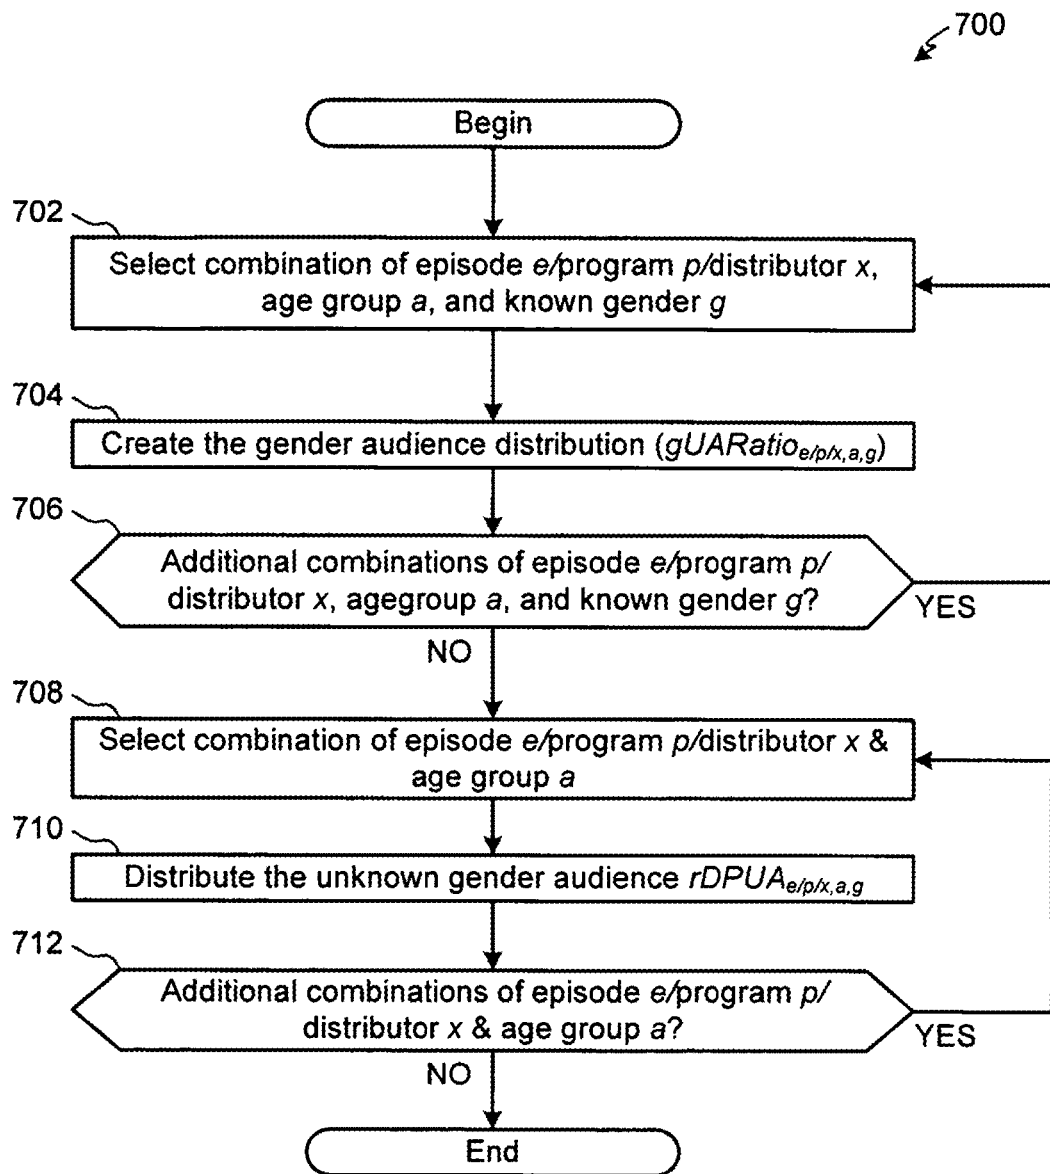 700
Begin
702
Select combination of episode e/program p/distributor x,
age group a, and known gender g
704
Create the gender audience distribution (gUARatio_e/p/x,a,g)
706
Additional combinations of episode e/program p/
distributor x, agegroup a, and known gender g?
YES
NO
708
Select combination of episode e/program p/distributor x &
age group a
710
Distribute the unknown gender audience rDPUA_e/p/x,a,g
712
Additional combinations of episode e/program p/
distributor x & age group a?
YES
NO
End